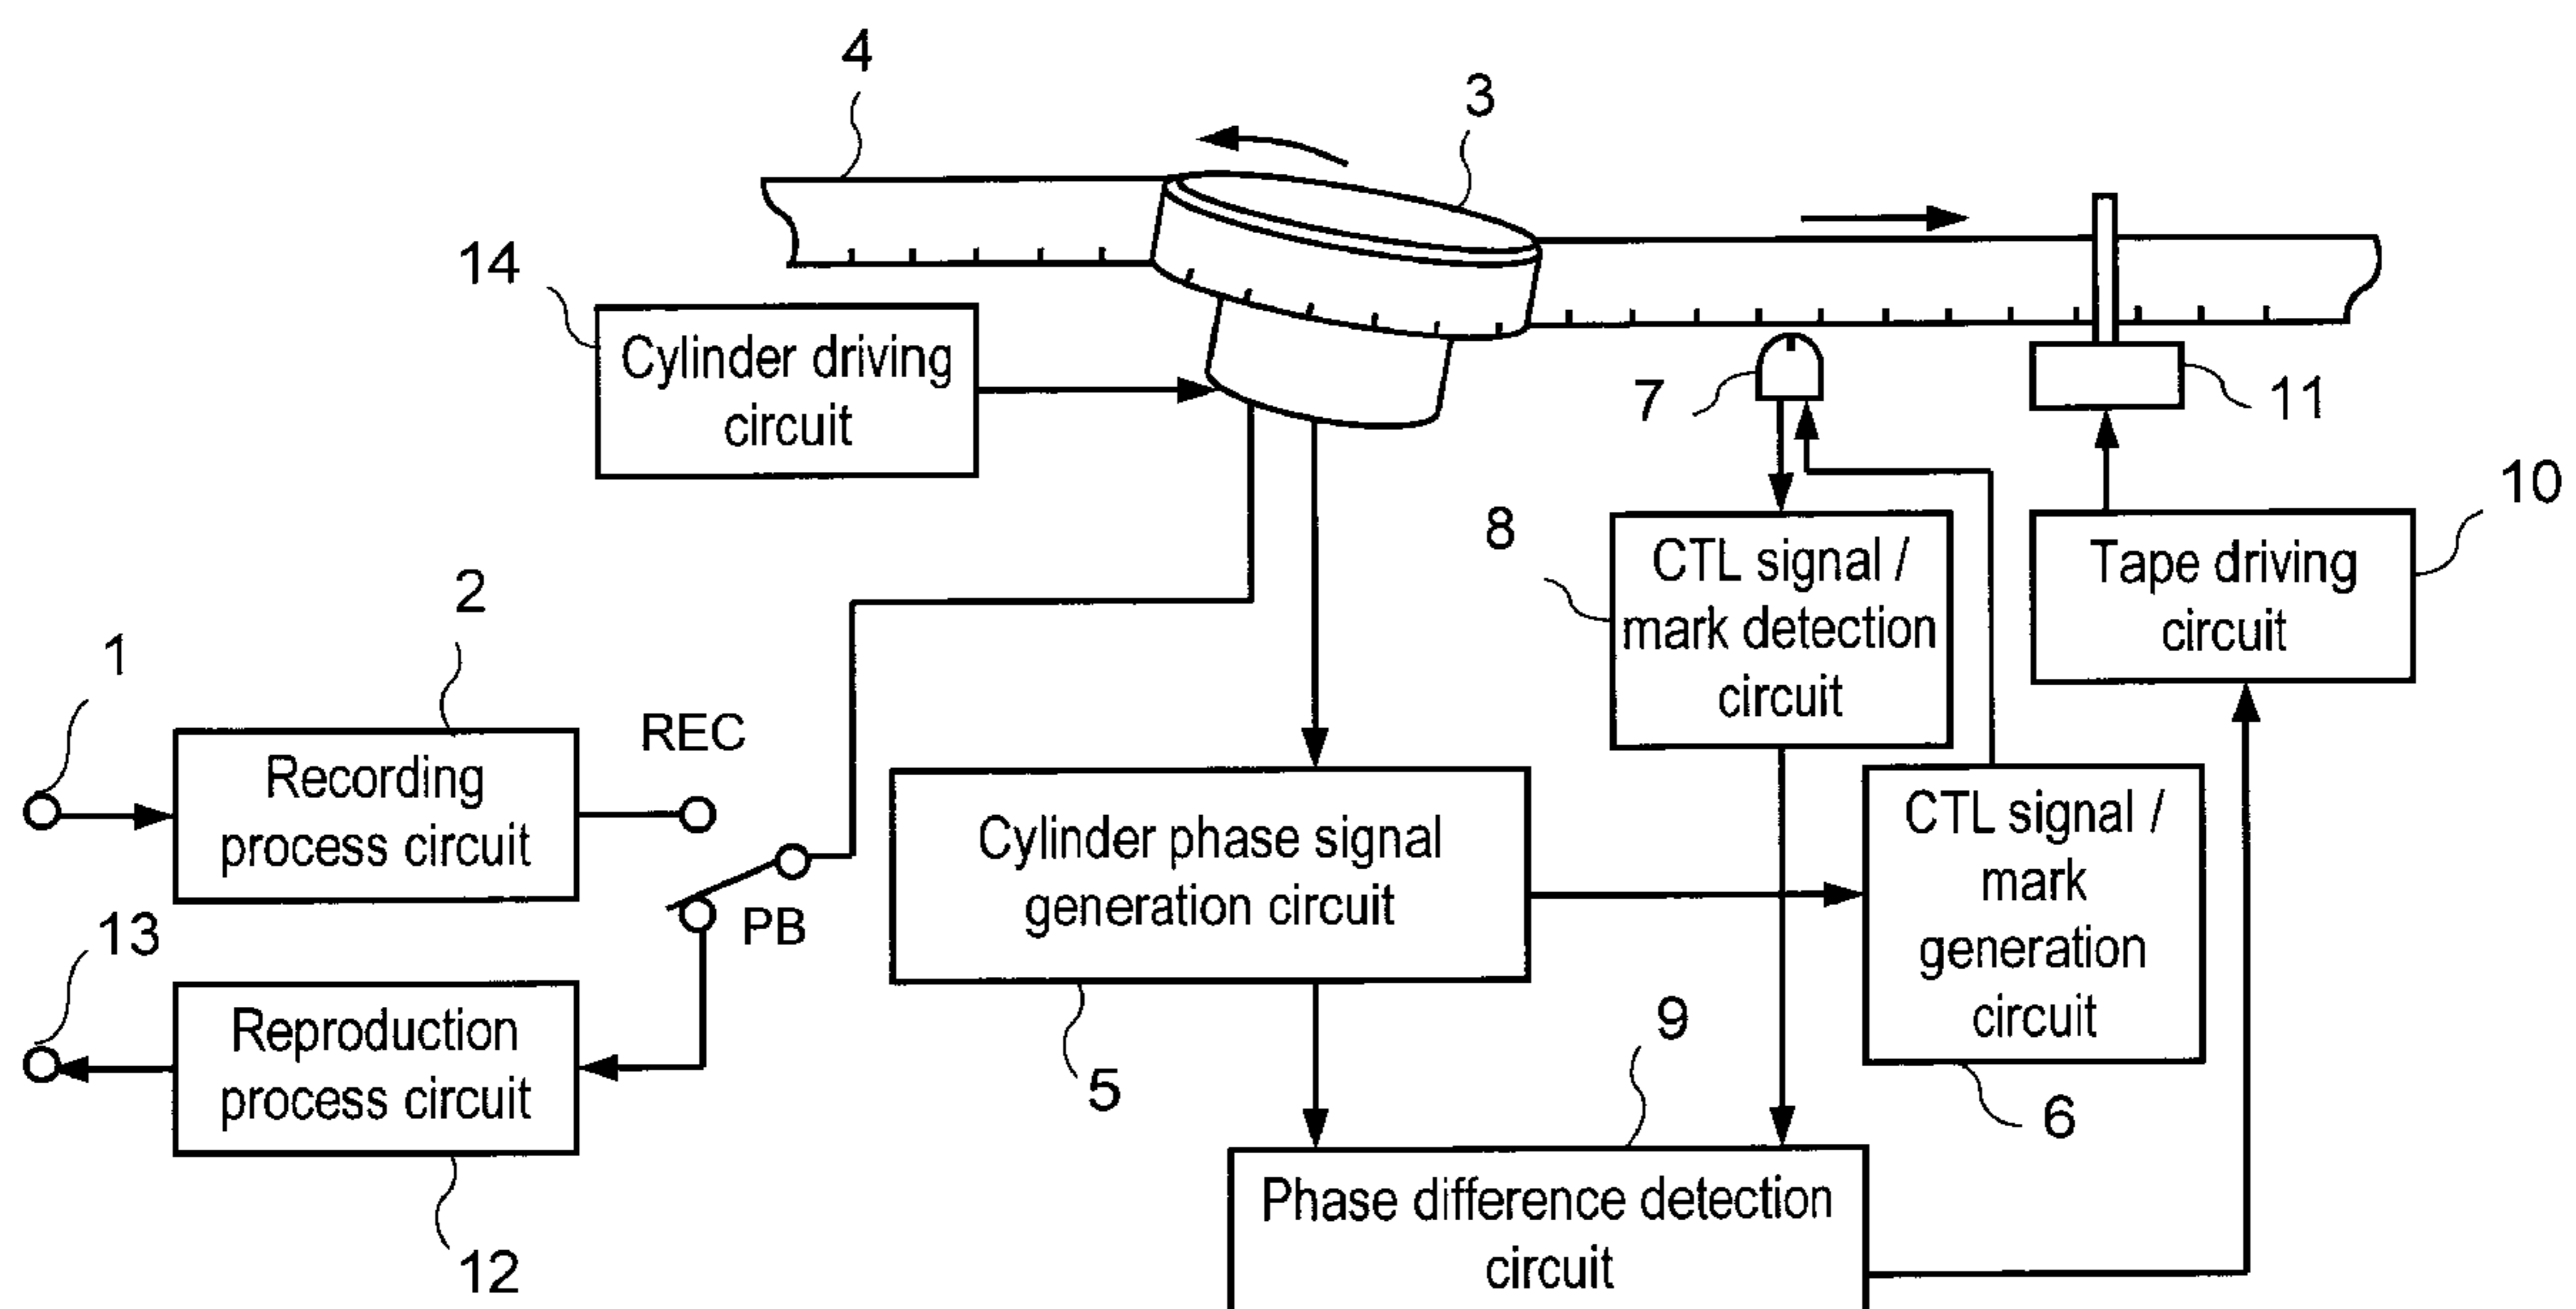 4
3
14
Cylinder driving
circuit
7
11
10
8
CTL signal /
mark detection
circuit
Tape driving
circuit
2
1
REC
Recording
process circuit
PB
Cylinder phase signal
generation circuit
CTL signal /
mark
generation
circuit
13
Reproduction
process circuit
5
9
6
12
Phase difference detection
circuit